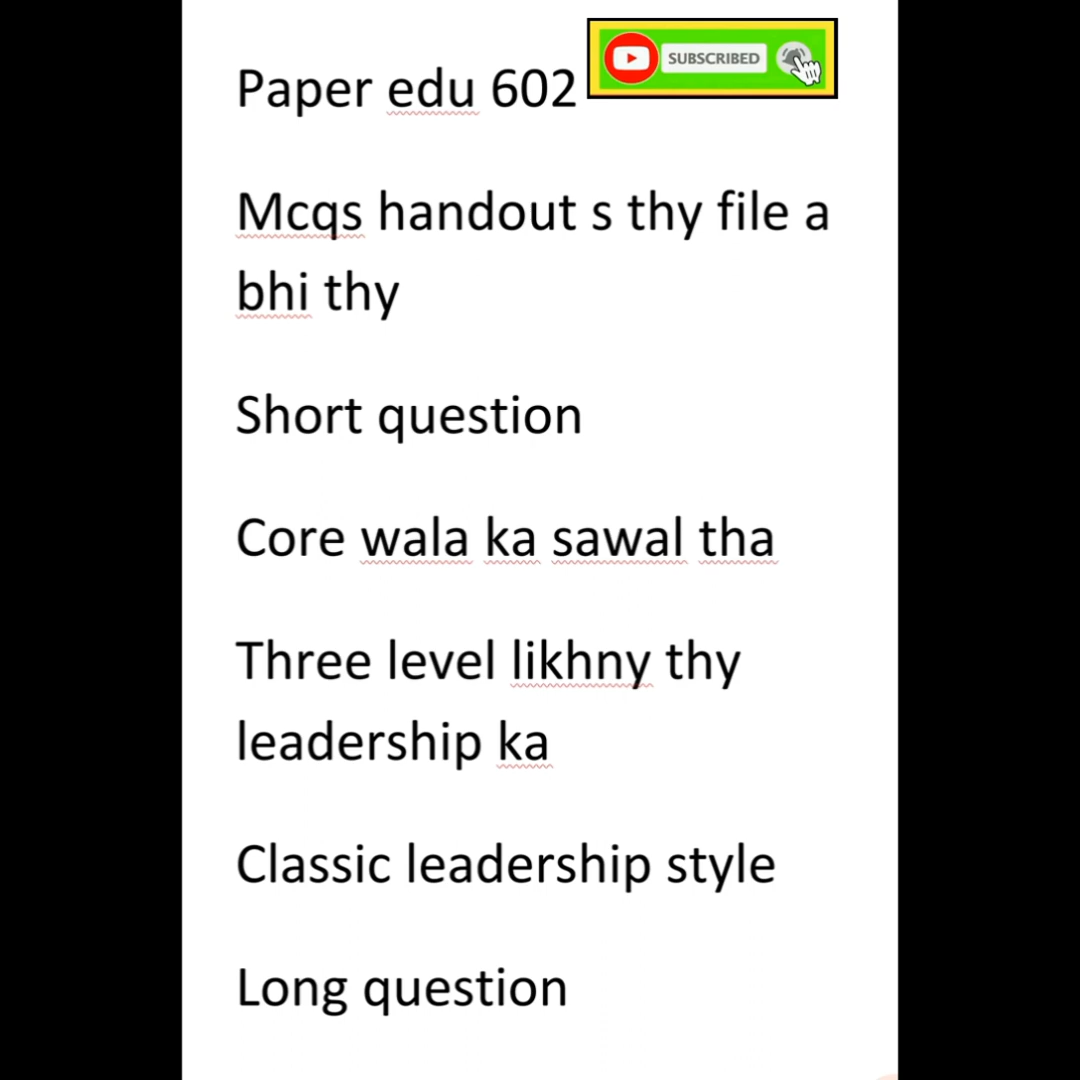 Paper edu 602
SUBSCRIBED
Mcqs handout s thy file a
bhi thy
Short question
Core wala ka sawal tha
Three level likhny thy
leadership ka
Classic leadership style
Long question